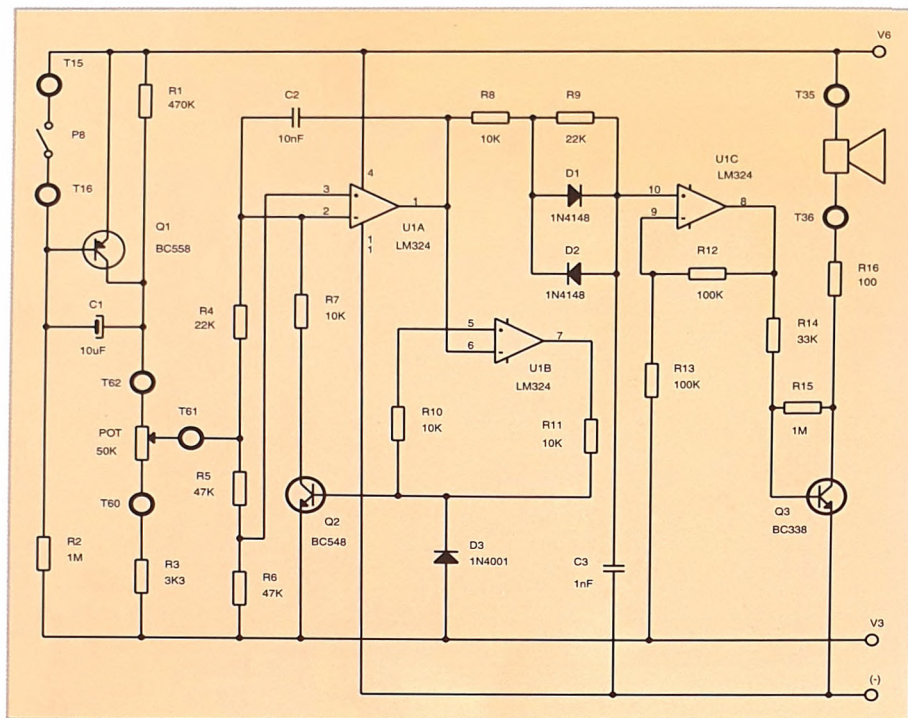 V6
T15
R1
470K
P8
T16
Q1
BC558
C1
10uF
T62
POT
50K
T61
T60
R2
1M
R3
3K3
C2
10nF
R4
22K
R5
47K
R6
47K
R7
10K
3
2
4
1
1
1
U1A
LM324
R8
10K
R9
22K
D1
1N4148
D2
1N4148
5
6
7
U1B
LM324
R10
10K
R11
10K
Q2
BC548
D3
1N4001
C3
1nF
10
9
8
U1C
LM324
R12
100K
R13
100K
R14
33K
R15
1M
Q3
BC338
T35
T36
R16
100
V3
(-)